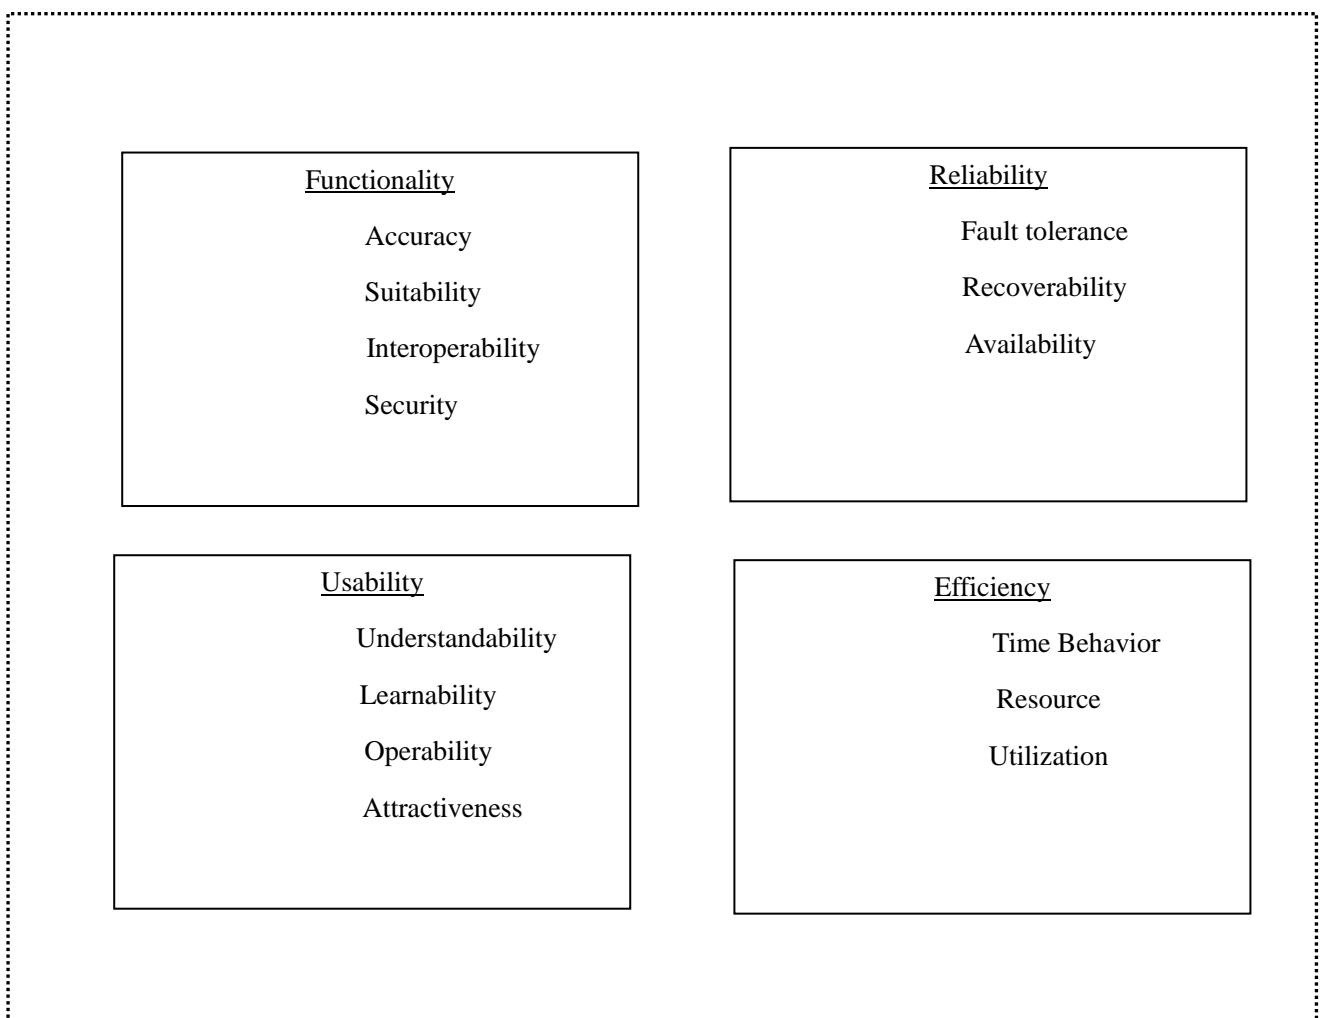 Functionality
Accuracy
Suitability
Interoperability
Security
Reliability
Fault tolerance
Recoverability
Availability
Usability
Understandability
Learnability
Operability
Attractiveness
Efficiency
Time Behavior
Resource
Utilization